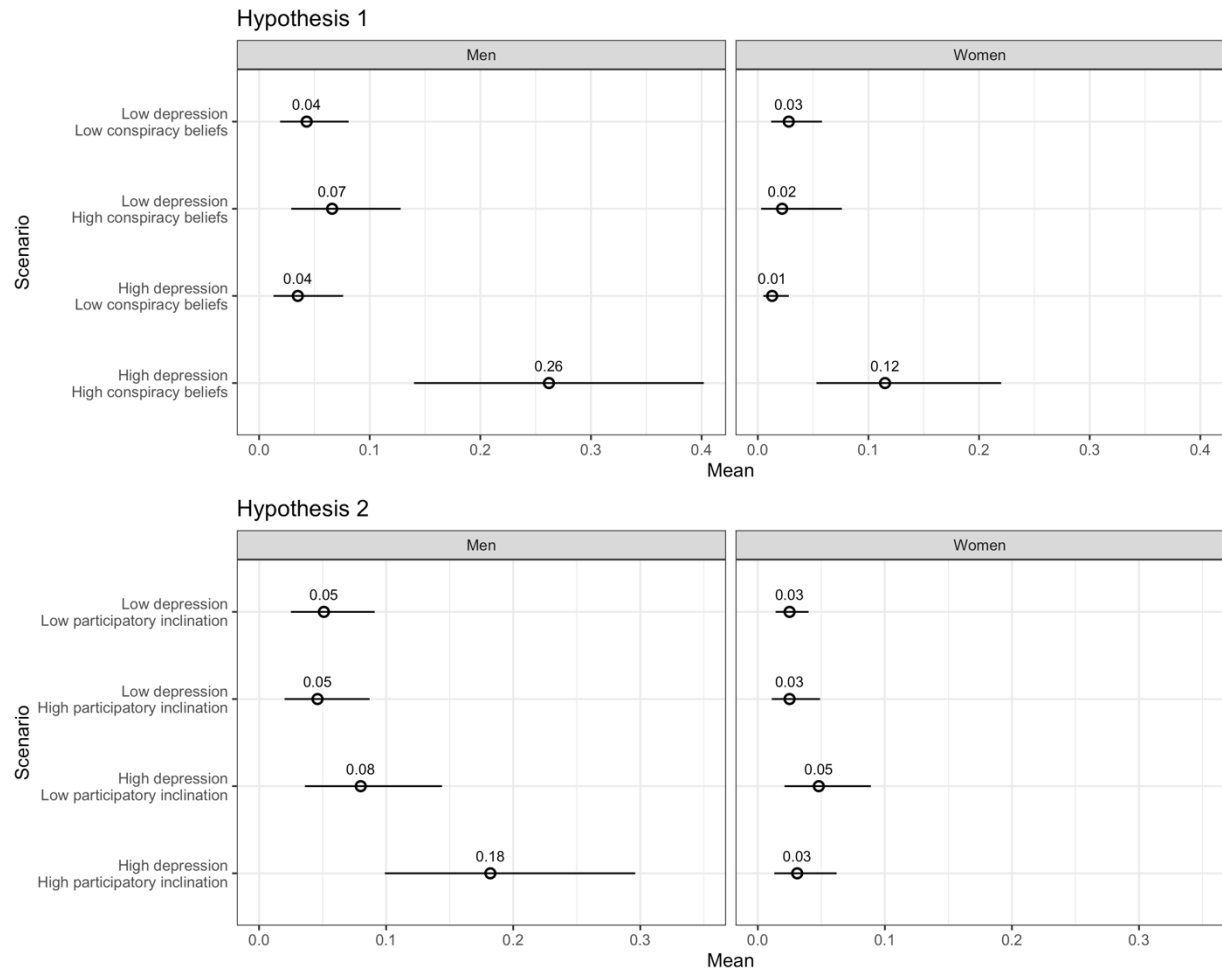 Hypothesis 1
Men
Women
Scenario
Low depression
Low conspiracy beliefs
0.04
0.03
Low depression
High conspiracy beliefs
0.07
0.02
High depression
Low conspiracy beliefs
0.04
0.01
High depression
High conspiracy beliefs
0.26
0.12
0.0 0.1 0.2 0.3 0.4
0.0 0.1 0.2 0.3 0.4
Mean
Hypothesis 2
Men
Women
Scenario
Low depression
Low participatory inclination
0.05
0.03
Low depression
High participatory inclination
0.05
0.03
High depression
Low participatory inclination
0.08
0.05
High depression
High participatory inclination
0.18
0.03
0.0 0.1 0.2 0.3
0.0 0.1 0.2 0.3
Mean